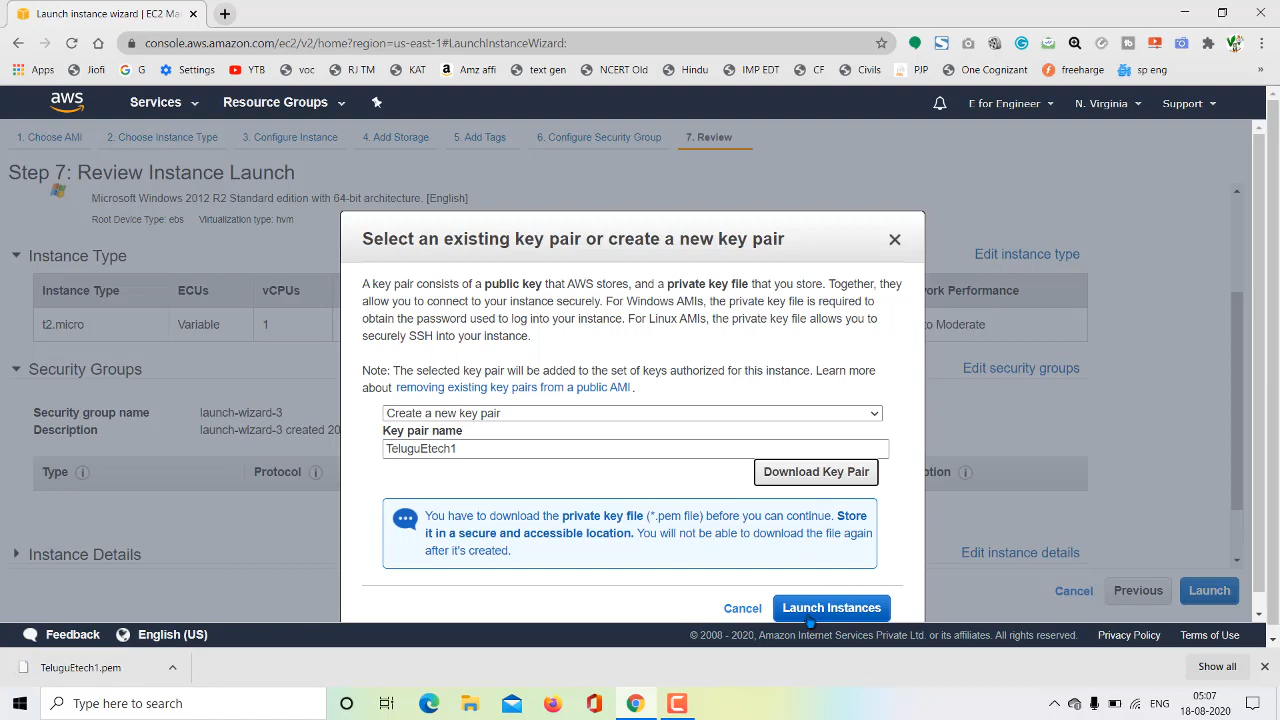 Launch instance wizard | EC2 Ma
console.aws.amazon.com/ec2/v2/home?region=us-east-1#LaunchInstanceWizard:
Apps Jiofi G Settings YTB voc RJ TM KAT Amz affi text gen NCERT Old Hindu IMP EDT CF Civils PJP One Cognizant freeharge sp eng »
aws Services Resource Groups E for Engineer N. Virginia Support
1. Choose AMI 2. Choose Instance Type 3. Configure Instance 4. Add Storage 5. Add Tags 6. Configure Security Group 7. Review
Step 7: Review Instance Launch
Microsoft Windows 2012 R2 Standard edition with 64-bit architecture. [English]
Root Device Type: ebs Virtualization type: hvm
Instance Type
Edit instance type
Instance Type ECUs vCPUs
ork Performance
t2.micro Variable 1
to Moderate
Security Groups
Edit security groups
Security group name launch-wizard-3
Description launch-wizard-3 created 20
Type Protocol
ption
Instance Details
Edit instance details
Cancel Previous Launch
Select an existing key pair or create a new key pair
A key pair consists of a public key that AWS stores, and a private key file that you store. Together, they
allow you to connect to your instance securely. For Windows AMIs, the private key file is required to
obtain the password used to log into your instance. For Linux AMIs, the private key file allows you to
securely SSH into your instance.
Note: The selected key pair will be added to the set of keys authorized for this instance. Learn more
about removing existing key pairs from a public AMI .
Create a new key pair
Key pair name
TeluguEtech1
Download Key Pair
You have to download the private key file (*.pem file) before you can continue. Store
it in a secure and accessible location. You will not be able to download the file again
after it's created.
Cancel Launch Instances
Feedback English (US) © 2008 - 2020, Amazon Internet Services Private Ltd. or its affiliates. All rights reserved. Privacy Policy Terms of Use
TeluguEtech1.pem Show all
Type here to search
ENG
05:07
18-08-2020